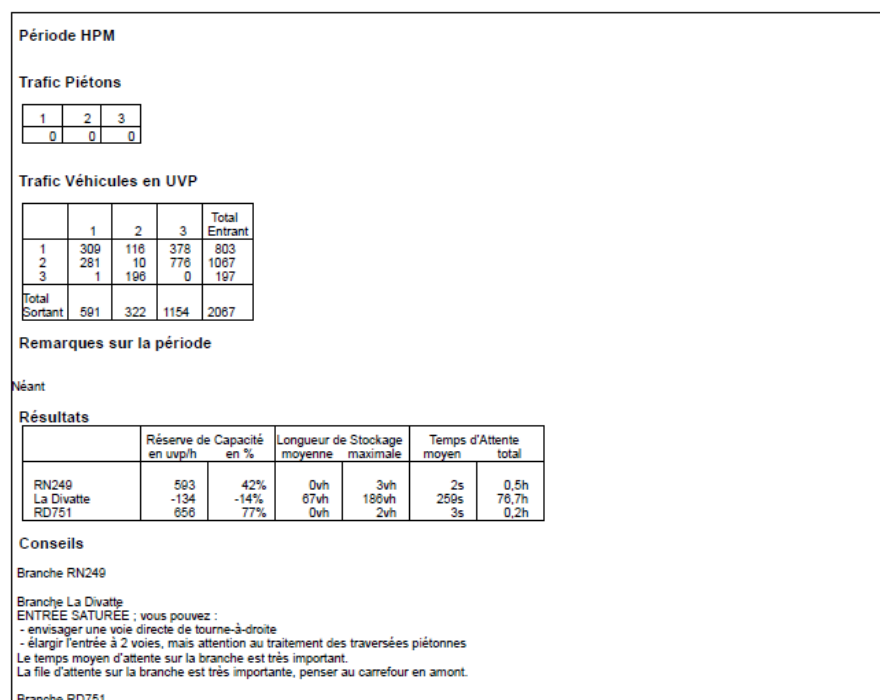 Période HPM
Trafic Piétons
1 2 3
0 0 0
Trafic Véhicules en UVP
Total
1 2 3 Entrant
1 309 116 378 803
2 281 10 776 1067
3 1 196 0 197
Total
Sortant 591 322 1154 2067
Remarques sur la période
Néant
Résultats
Réserve de Capacité Longueur de Stockage Temps d'Attente
en uvp/h en % moyenne maximale moyen total
RN249 593 42% 0vh 3vh 2s 0,5h
La Divatte -134 -14% 67vh 186vh 259s 76,7h
RD751 656 77% 0vh 2vh 3s 0,2h
Conseils
Branche RN249
Branche La Divatte
ENTRÉE SATURÉE ; vous pouvez :
- envisager une voie directe de tourne-à-droite
- élargir l'entrée à 2 voies, mais attention au traitement des traversées piétonnes
Le temps moyen d'attente sur la branche est très important.
La file d'attente sur la branche est très importante, penser au carrefour en amont.
Branche RD751